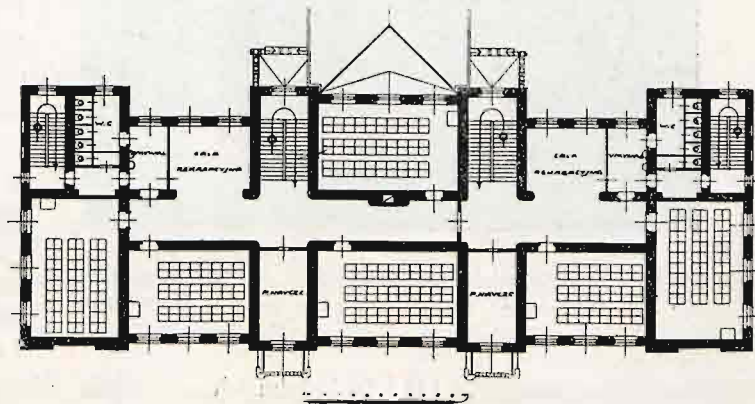 W.C.
W.C.
SALA
REKREACYJNA
SALA
REKREACYJNA
P. NAUCZ.
P. NAUCZ.